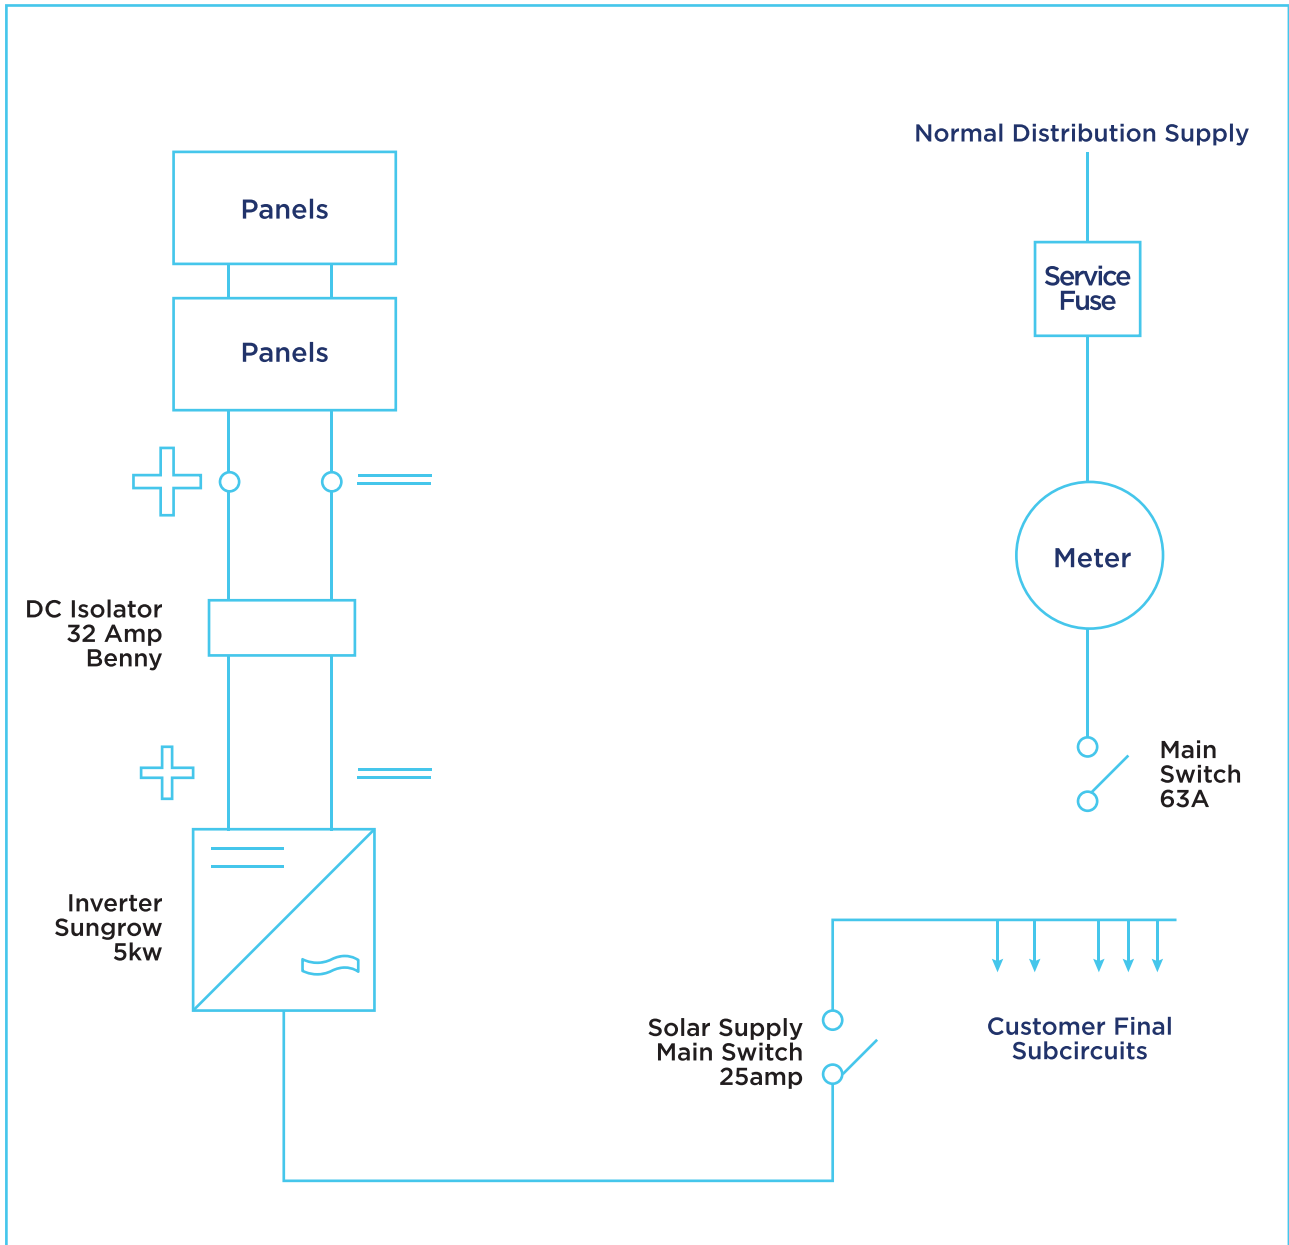 Normal Distribution Supply
Panels
Service
Fuse
Panels
Meter
DC Isolator
32 Amp
Benny
Main
Switch
63A
Inverter
Sungrow
5kw
Solar Supply
Main Switch
25amp
Customer Final
Subcircuits